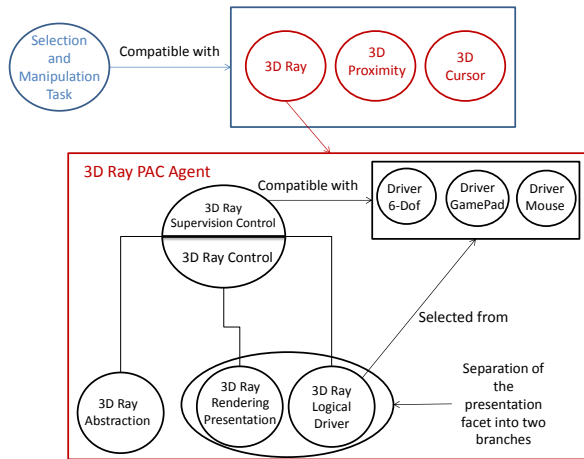 Selection
and
Manipulation
Task
Compatible with
3D Ray
3D
Proximity
3D
Cursor
3D Ray PAC Agent
Compatible with
Driver
6-Dof
Driver
GamePad
Driver
Mouse
3D Ray
Supervision Control
3D Ray Control
Selected from
3D Ray
Abstraction
3D Ray
Rendering
Presentation
3D Ray
Logical
Driver
Separation of
the
presentation
facet into two
branches